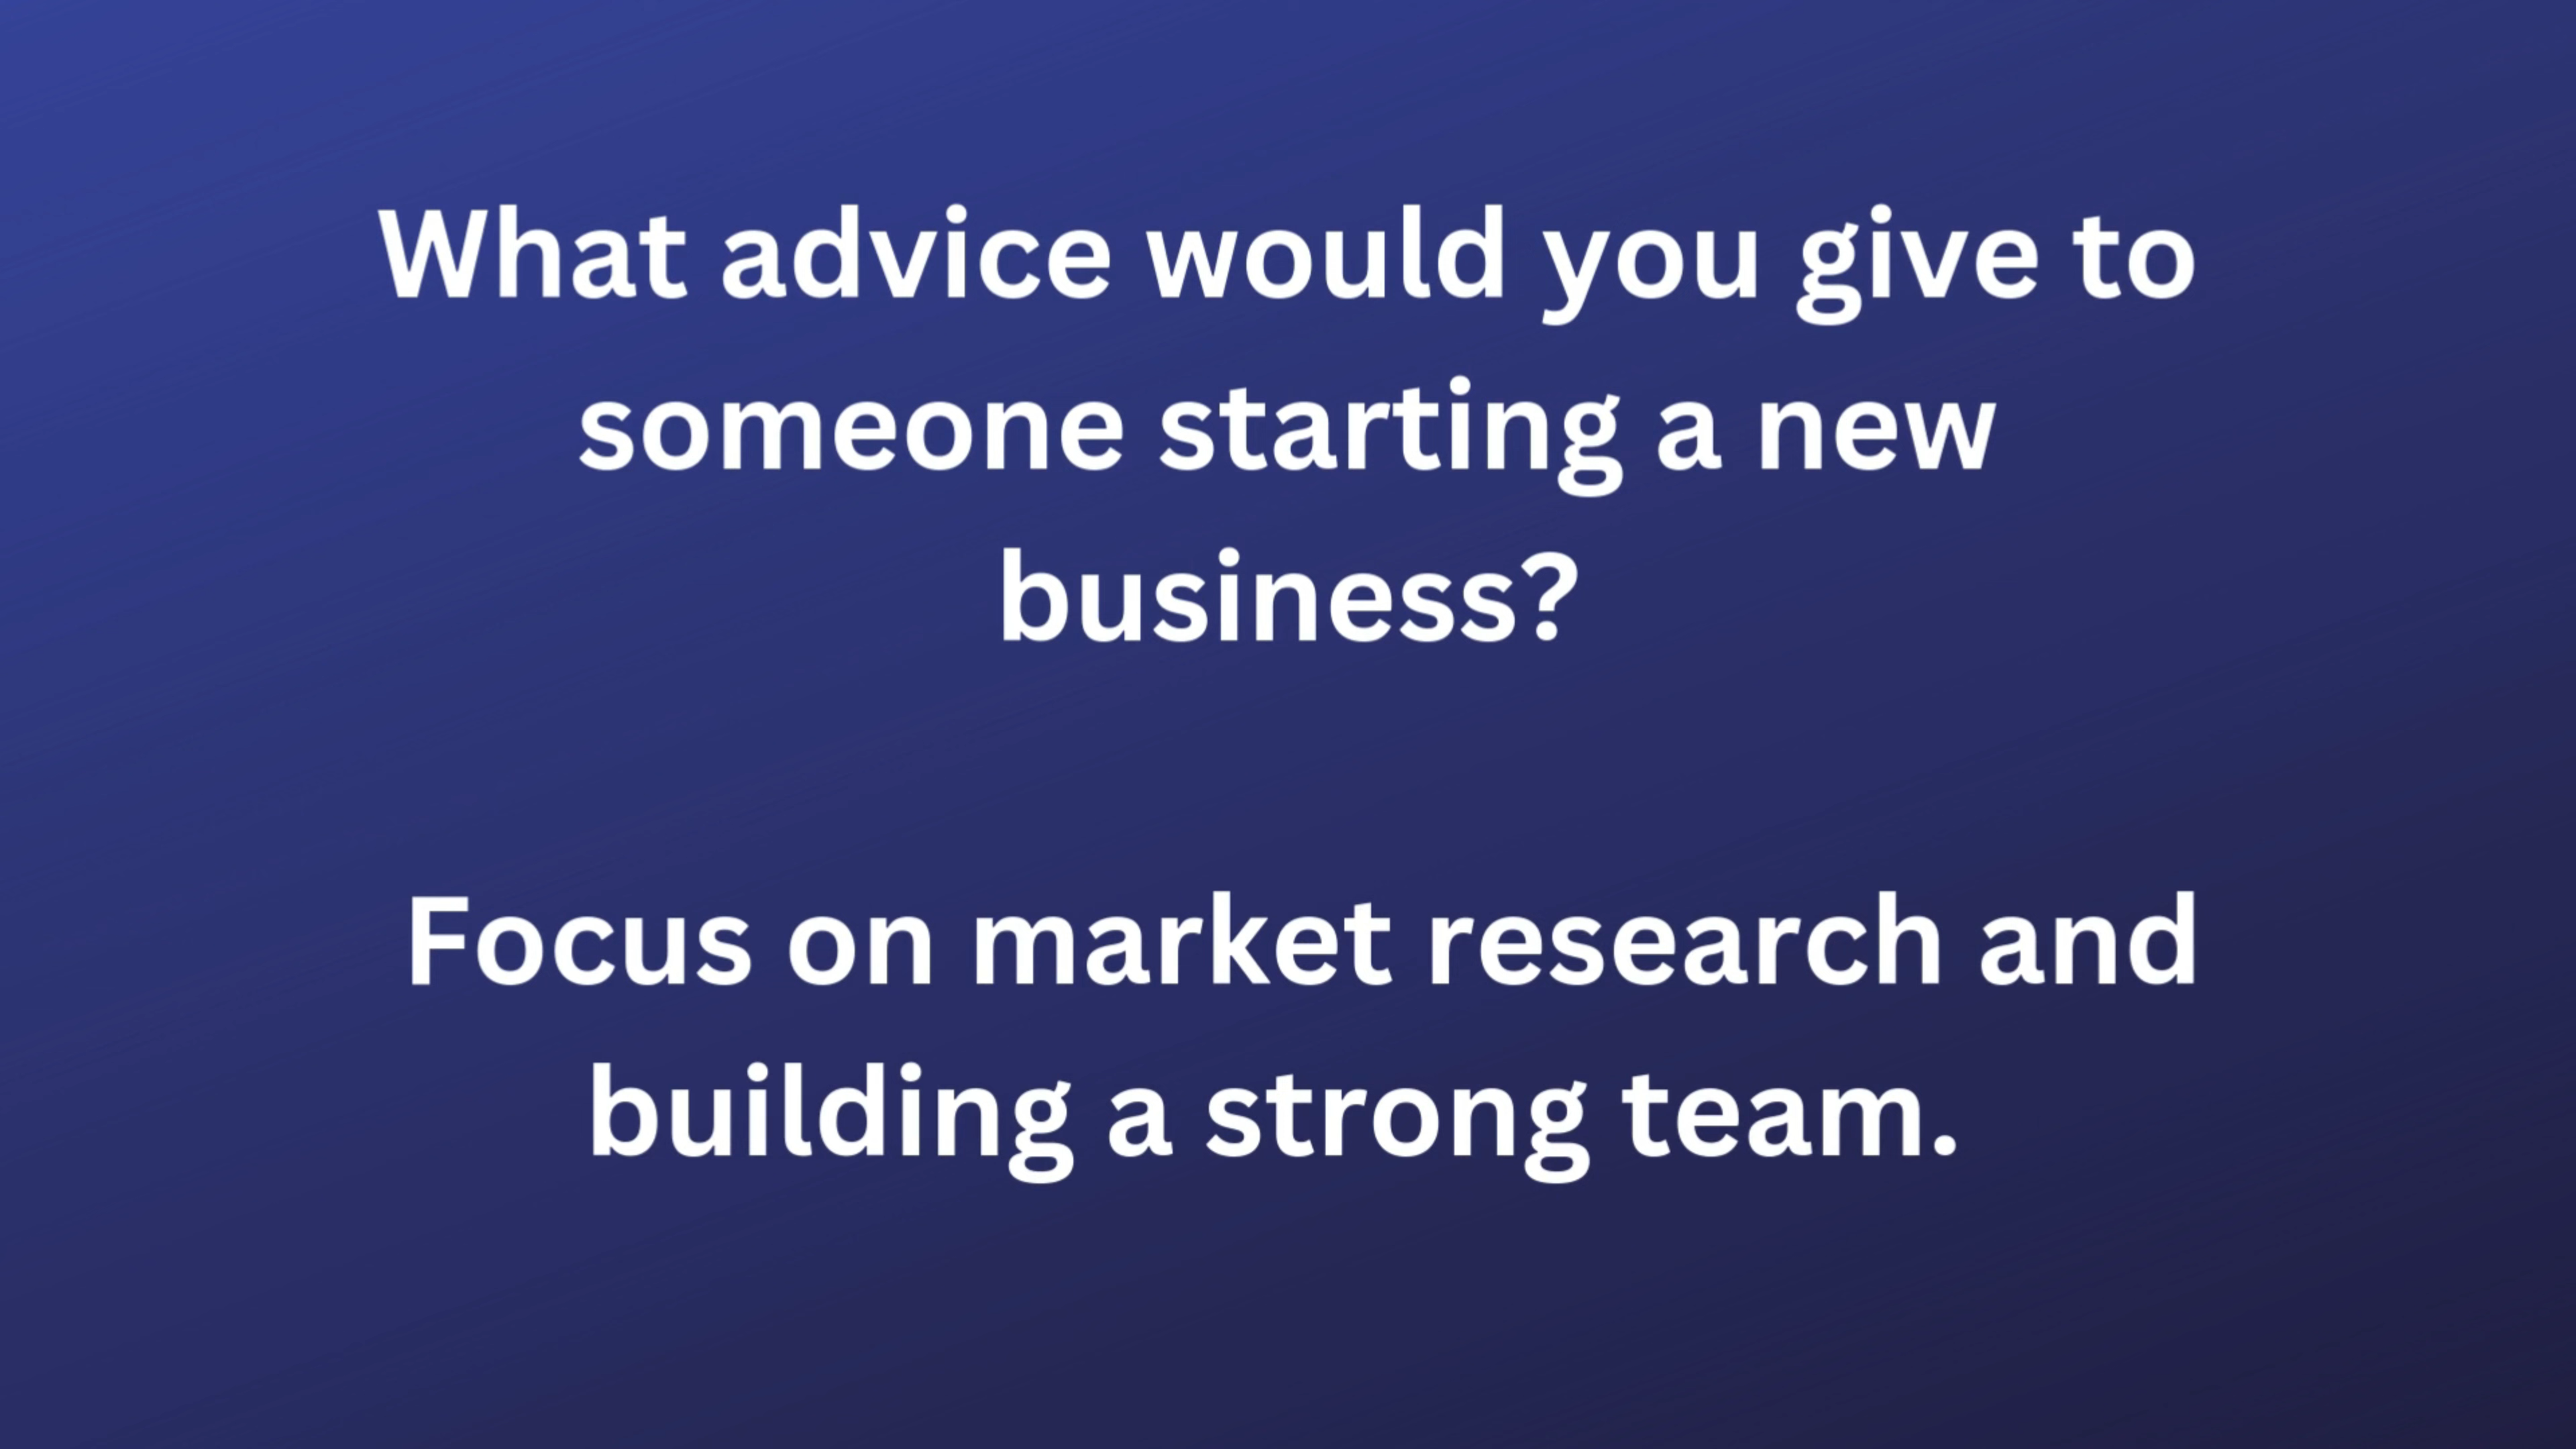 What advice would you give to
someone starting a new
business?
Focus on market research and
building a strong team.